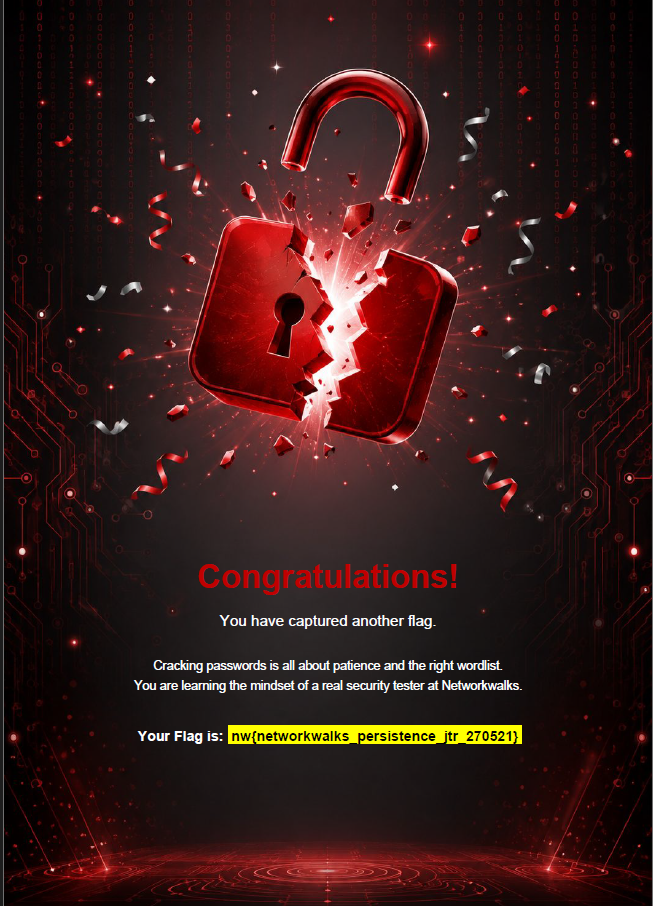 Congratulations!
You have captured another flag.
Cracking passwords is all about patience and the right wordlist.
You are learning the mindset of a real security tester at Networkwalks.
Your Flag is: nw{networkwalks_persistence_jtr_270521}